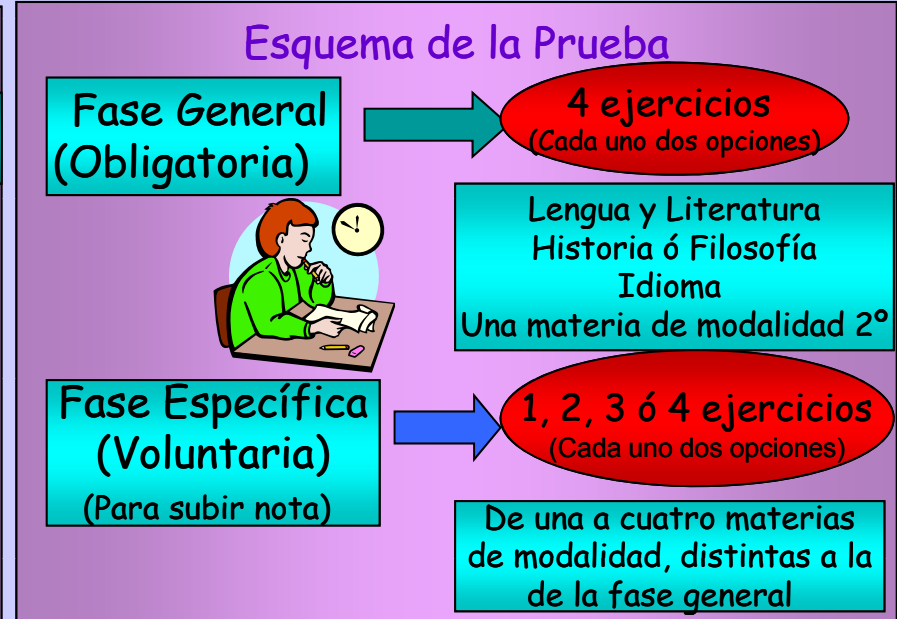 Esquema de la Prueba
Fase General
(Obligatoria)
4 ejercicios
(Cada uno dos opciones)
Lengua y Literatura
Historia ó Filosofía
Idioma
Una materia de modalidad 2º
Fase Específica
(Voluntaria)
(Para subir nota)
1, 2, 3 ó 4 ejercicios
(Cada uno dos opciones)
De una a cuatro materias
de modalidad, distintas a la
de la fase general